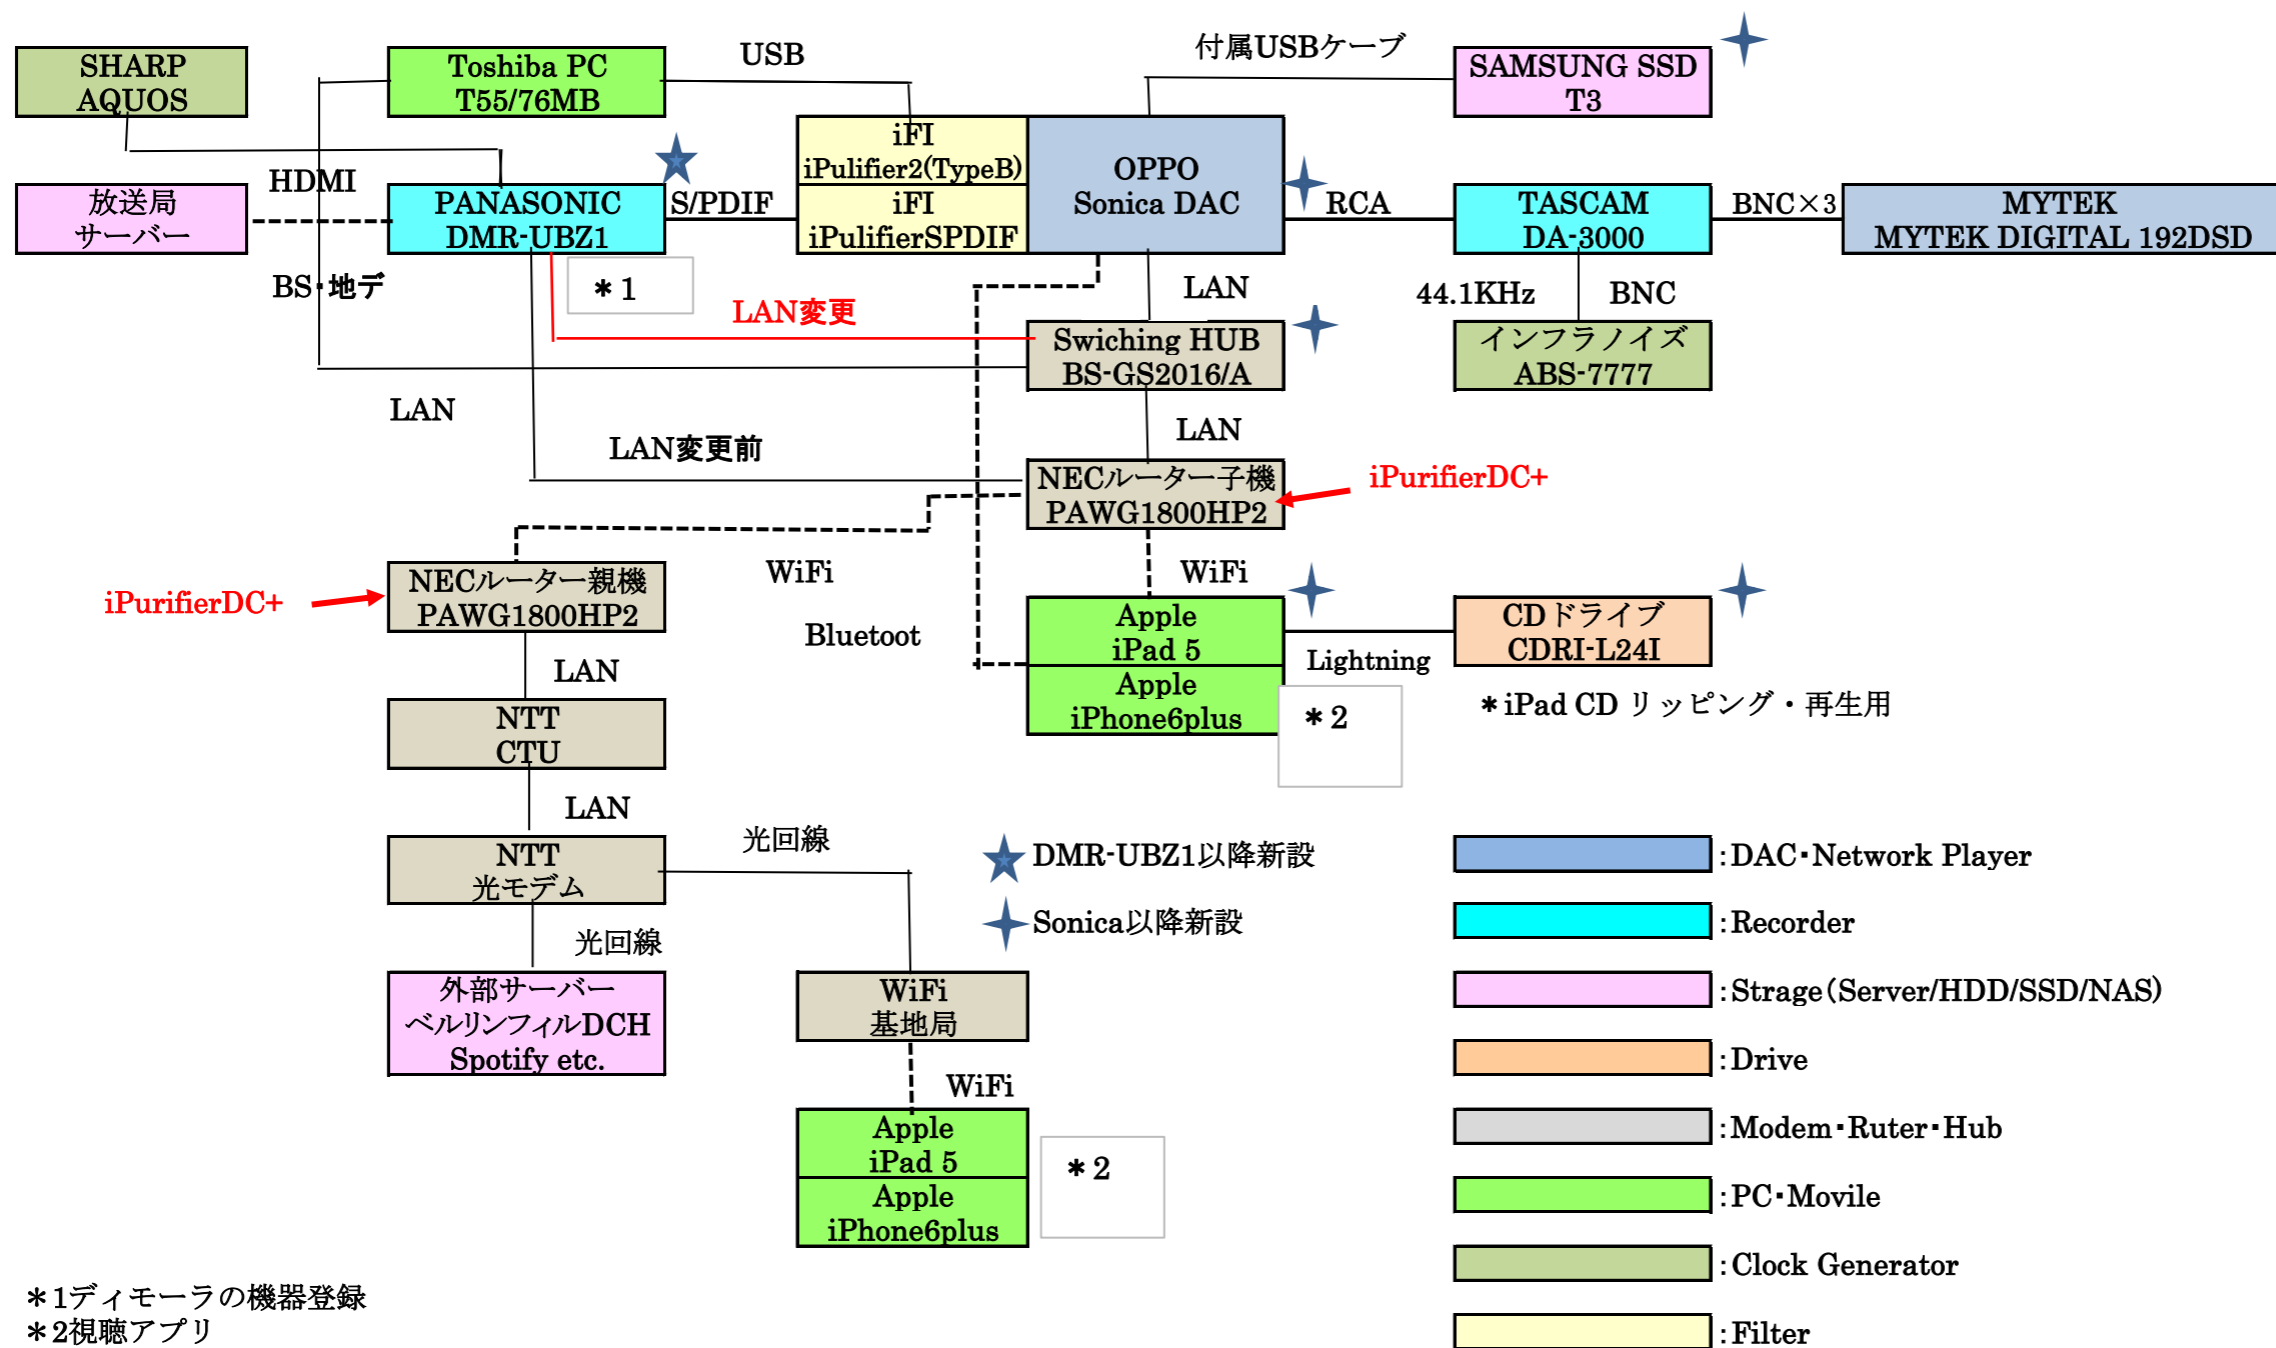 付属USBケーブ
SHARP
AQUOS
Toshiba PC
T55/76MB
USB
SAMSUNG SSD
T3
iFI
iPulifier2(TypeB)
OPPO
Sonica DAC
HDMI
放送局
サーバー
PANASONIC
DMR-UBZ1
S/PDIF
iFI
iPulifierSPDIF
RCA
TASCAM
DA-3000
BNC×3
MYTEK
MYTEK DIGITAL 192DSD
BS・地デ
*1
LAN変更
LAN
44.1KHz
BNC
Swiching HUB
BS-GS2016/A
インフラノイズ
ABS-7777
LAN
LAN変更前
LAN
NECルーター子機
PAWG1800HP2
iPurifierDC+
NECルーター親機
PAWG1800HP2
iPurifierDC+
WiFi
WiFi
Bluetoot
Apple
iPad 5
Lightning
CDドライブ
CDRI-L24I
Apple
iPhone6plus
*2
*iPad CD リッピング・再生用
LAN
NTT
CTU
LAN
NTT
光モデム
光回線
光回線
DMR-UBZ1以降新設
Sonica以降新設
外部サーバー
ベルリンフィルDCH
Spotify etc.
WiFi
基地局
WiFi
Apple
iPad 5
Apple
iPhone6plus
*2
:DAC・Network Player
:Recorder
:Strage(Server/HDD/SSD/NAS)
:Drive
:Modem・Ruter・Hub
:PC・Movile
:Clock Generator
:Filter
*1ディモーラの機器登録
*2視聴アプリ